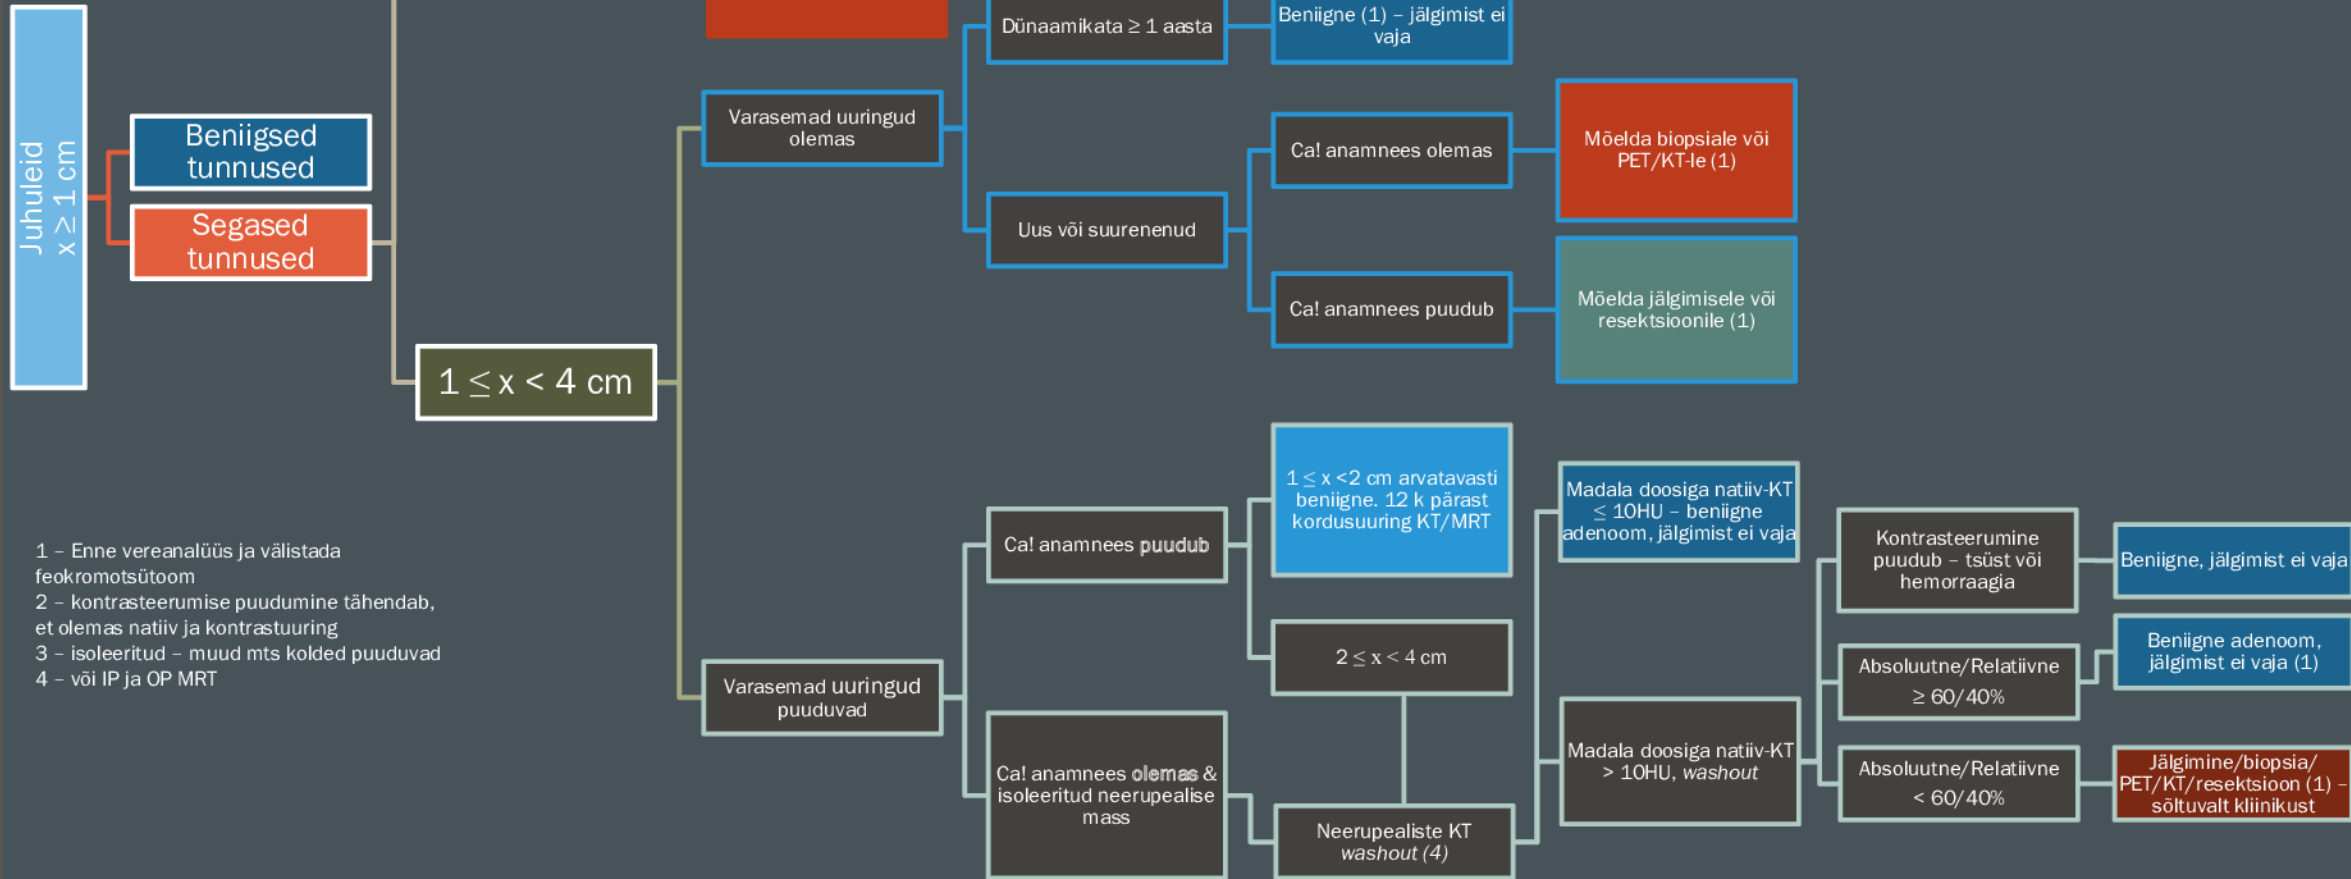 Juhuleid
x ≥ 1 cm
Beniigsed
tunnused
Segased
tunnused
1 ≤ x < 4 cm
Varasemad uuringud
olemas
Dünaamikata ≥ 1 aasta
Beniigne (1) – jälgimist ei
vaja
Uus või suurenenud
Ca! anamnees olemas
Mõelda biopsiale või
PET/KT-le (1)
Ca! anamnees puudub
Mõelda jälgimisele või
resektsioonile (1)
Varasemad uuringud
puuduvad
Ca! anamnees puudub
1 ≤ x <2 cm arvatavasti
beniigne. 12 k pärast
kordusuuring KT/MRT
2 ≤ x < 4 cm
Ca! anamnees olemas &
isoleeritud neerupealise
mass
Neerupealiste KT
washout (4)
Madala doosiga natiiv-KT
≤ 10HU – beniigne
adenoom, jälgimist ei vaja
Madala doosiga natiiv-KT
> 10HU, washout
Kontrasteerumine
puudub – tsüst või
hemorraagia
Beniigne, jälgimist ei vaja
Absoluutne/Relatiivne
≥ 60/40%
Beniigne adenoom,
jälgimist ei vaja (1)
Absoluutne/Relatiivne
< 60/40%
Jälgimine/biopsia/
PET/KT/resektsioon (1) –
sõltuvalt kliinikust
1 – Enne vereanalüüs ja välistada
feokromotsütoom
2 – kontrasteerumise puudumine tähendab,
et olemas natiiv ja kontrastuuring
3 – isoleeritud – muud mts kolded puuduvad
4 – või IP ja OP MRT